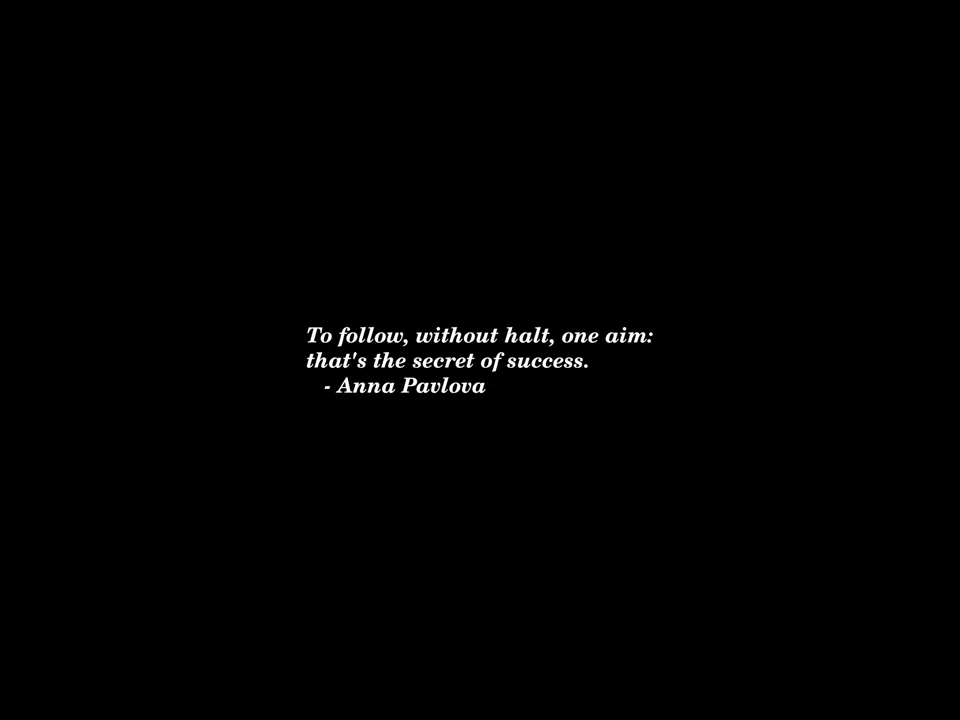 To follow, without halt, one aim:
that's the secret of success.
- Anna Pavlova